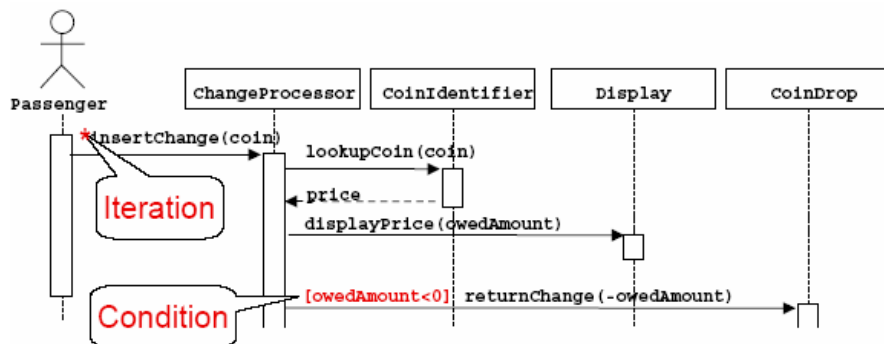 Passenger
ChangeProcessor
CoinIdentifier
Display
CoinDrop
*insertChange(coin)
lookupCoin(coin)
Iteration
price
displayPrice(owedAmount)
[owedAmount<0] returnChange(-owedAmount)
Condition